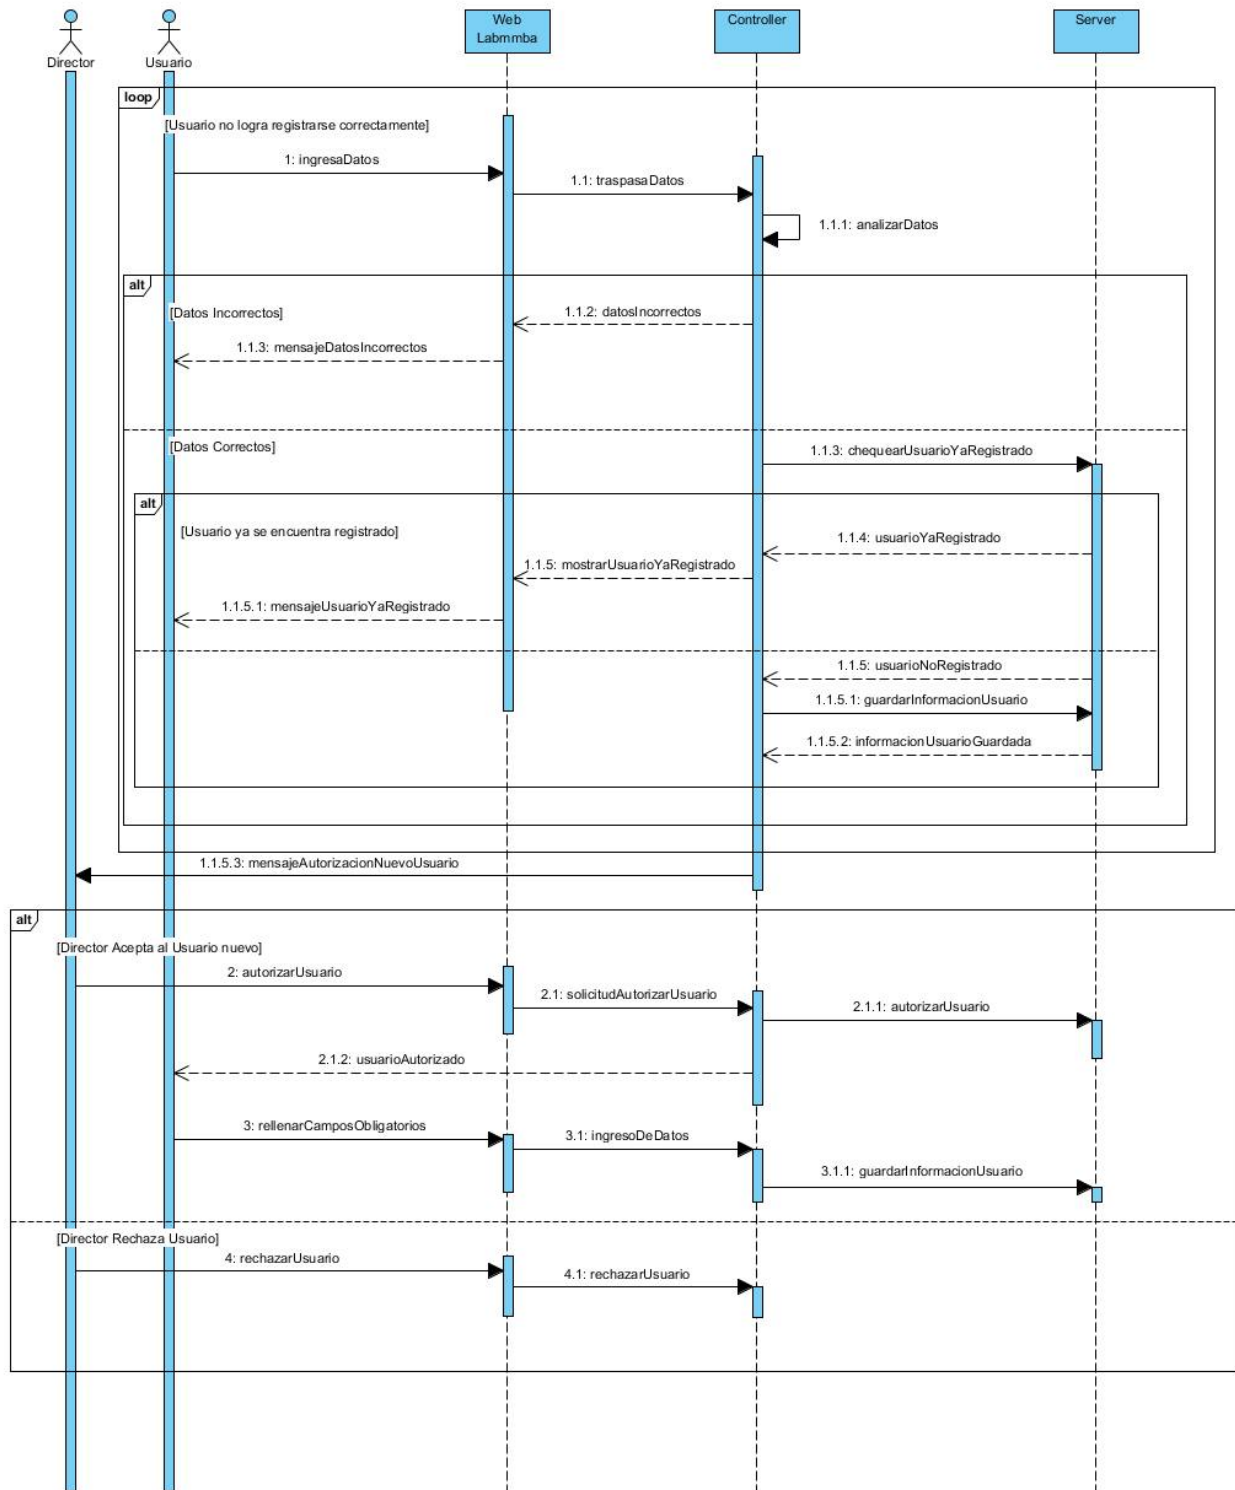 Director
Usuario
Web
Labmmba
Controller
Server
loop
[Usuario no logra registrarse correctamente]
1: ingresaDatos
1.1: traspasaDatos
1.1.1: analizarDatos
alt
[Datos Incorrectos]
1.1.2: datosIncorrectos
1.1.3: mensajeDatosIncorrectos
[Datos Correctos]
1.1.3: chequearUsuarioYaRegistrado
alt
[Usuario ya se encuentra registrado]
1.1.4: usuarioYaRegistrado
1.1.5: mostrarUsuarioYaRegistrado
1.1.5.1: mensajeUsuarioYaRegistrado
1.1.5: usuarioNoRegistrado
1.1.5.1: guardarInformacionUsuario
1.1.5.2: informacionUsuarioGuardada
1.1.5.3: mensajeAutorizacionNuevoUsuario
alt
[Director Acepta al Usuario nuevo]
2: autorizarUsuario
2.1: solicitudAutorizarUsuario
2.1.1: autorizarUsuario
2.1.2: usuarioAutorizado
3: rellenarCamposObligatorios
3.1: ingresoDeDatos
3.1.1: guardarInformacionUsuario
[Director Rechaza Usuario]
4: rechazarUsuario
4.1: rechazarUsuario